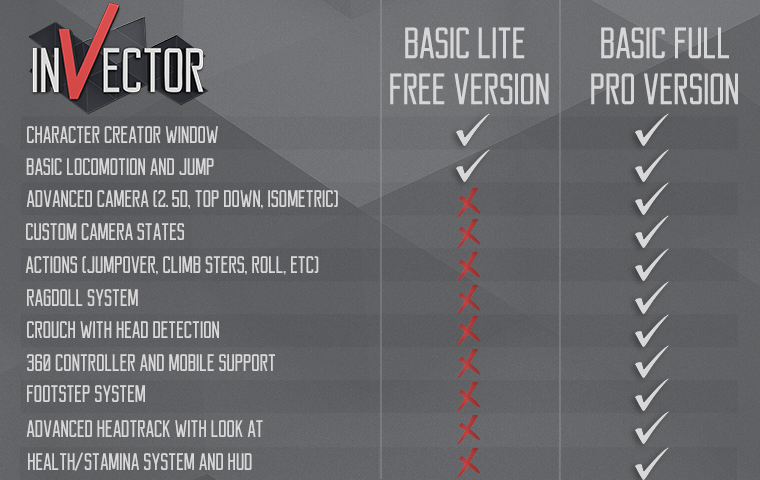 INVECTOR
BASIC LITE
FREE VERSION
BASIC FULL
PRO VERSION
CHARACTER CREATOR WINDOW
BASIC LOCOMOTION AND JUMP
ADVANCED CAMERA (2.5D, TOP DOWN, ISOMETRIC)
CUSTOM CAMERA STATES
ACTIONS (JUMPOVER, CLIMB STERS, ROLL, ETC)
RAGDOLL SYSTEM
CROUCH WITH HEAD DETECTION
360 CONTROLLER AND MOBILE SUPPORT
FOOTSTEP SYSTEM
ADVANCED HEADTRACK WITH LOOK AT
HEALTH/STAMINA SYSTEM AND HUD